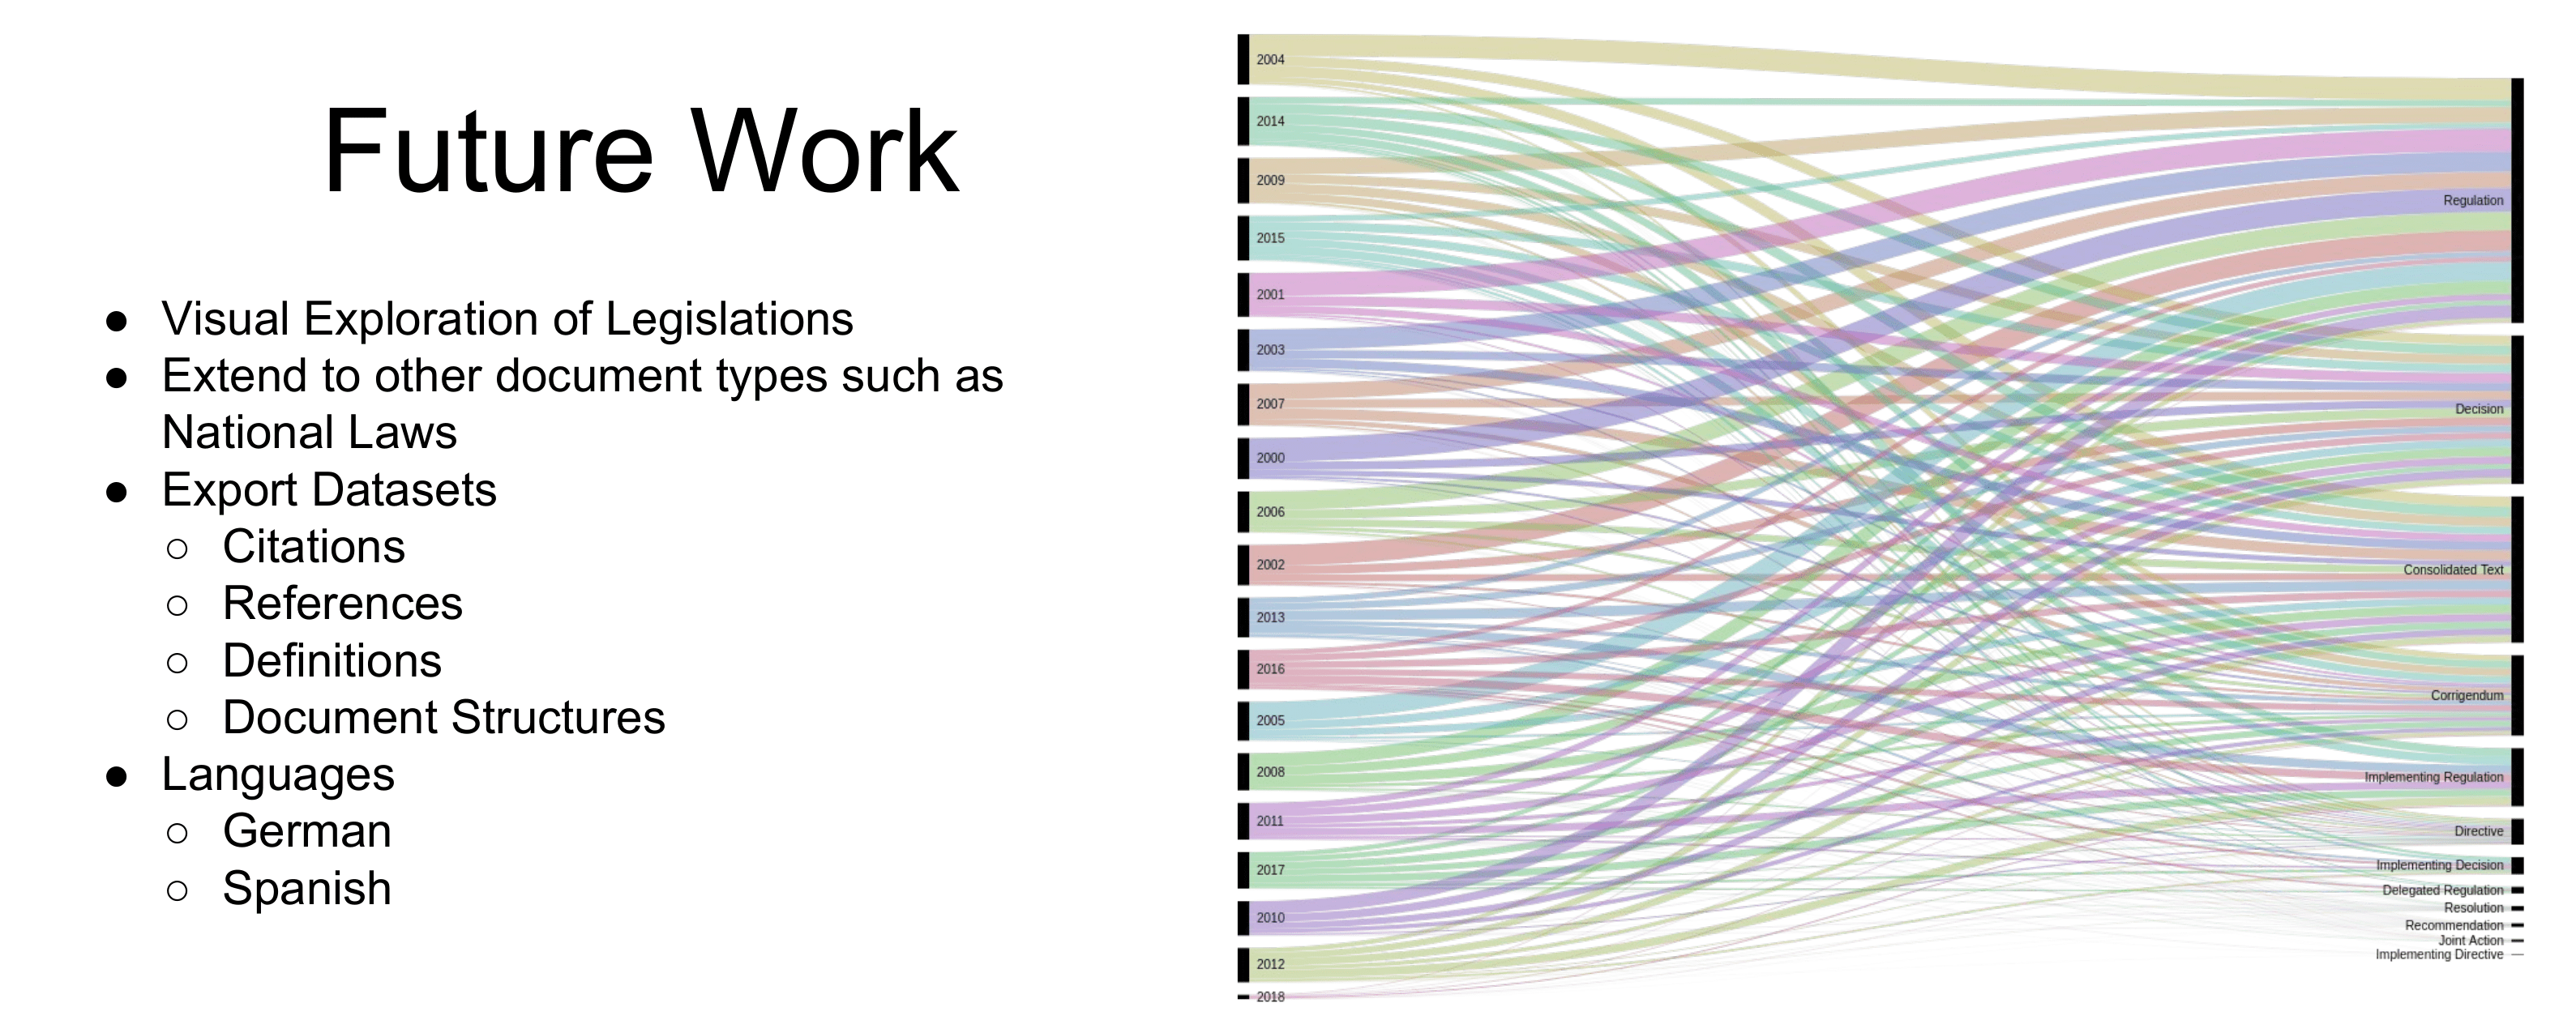 Future Work
● Visual Exploration of Legislations
● Extend to other document types such as
National Laws
● Export Datasets
○ Citations
○ References
○ Definitions
○ Document Structures
● Languages
○ German
○ Spanish
2004
2014
2009
2015
2001
2003
2007
2000
2006
2002
2013
2016
2005
2008
2011
2017
2010
2012
2018
Regulation
Decision
Consolidated Text
Corrigendum
Implementing Regulation
Directive
Implementing Decision
Delegated Regulation
Resolution
Recommendation
Joint Action
Implementing Directive